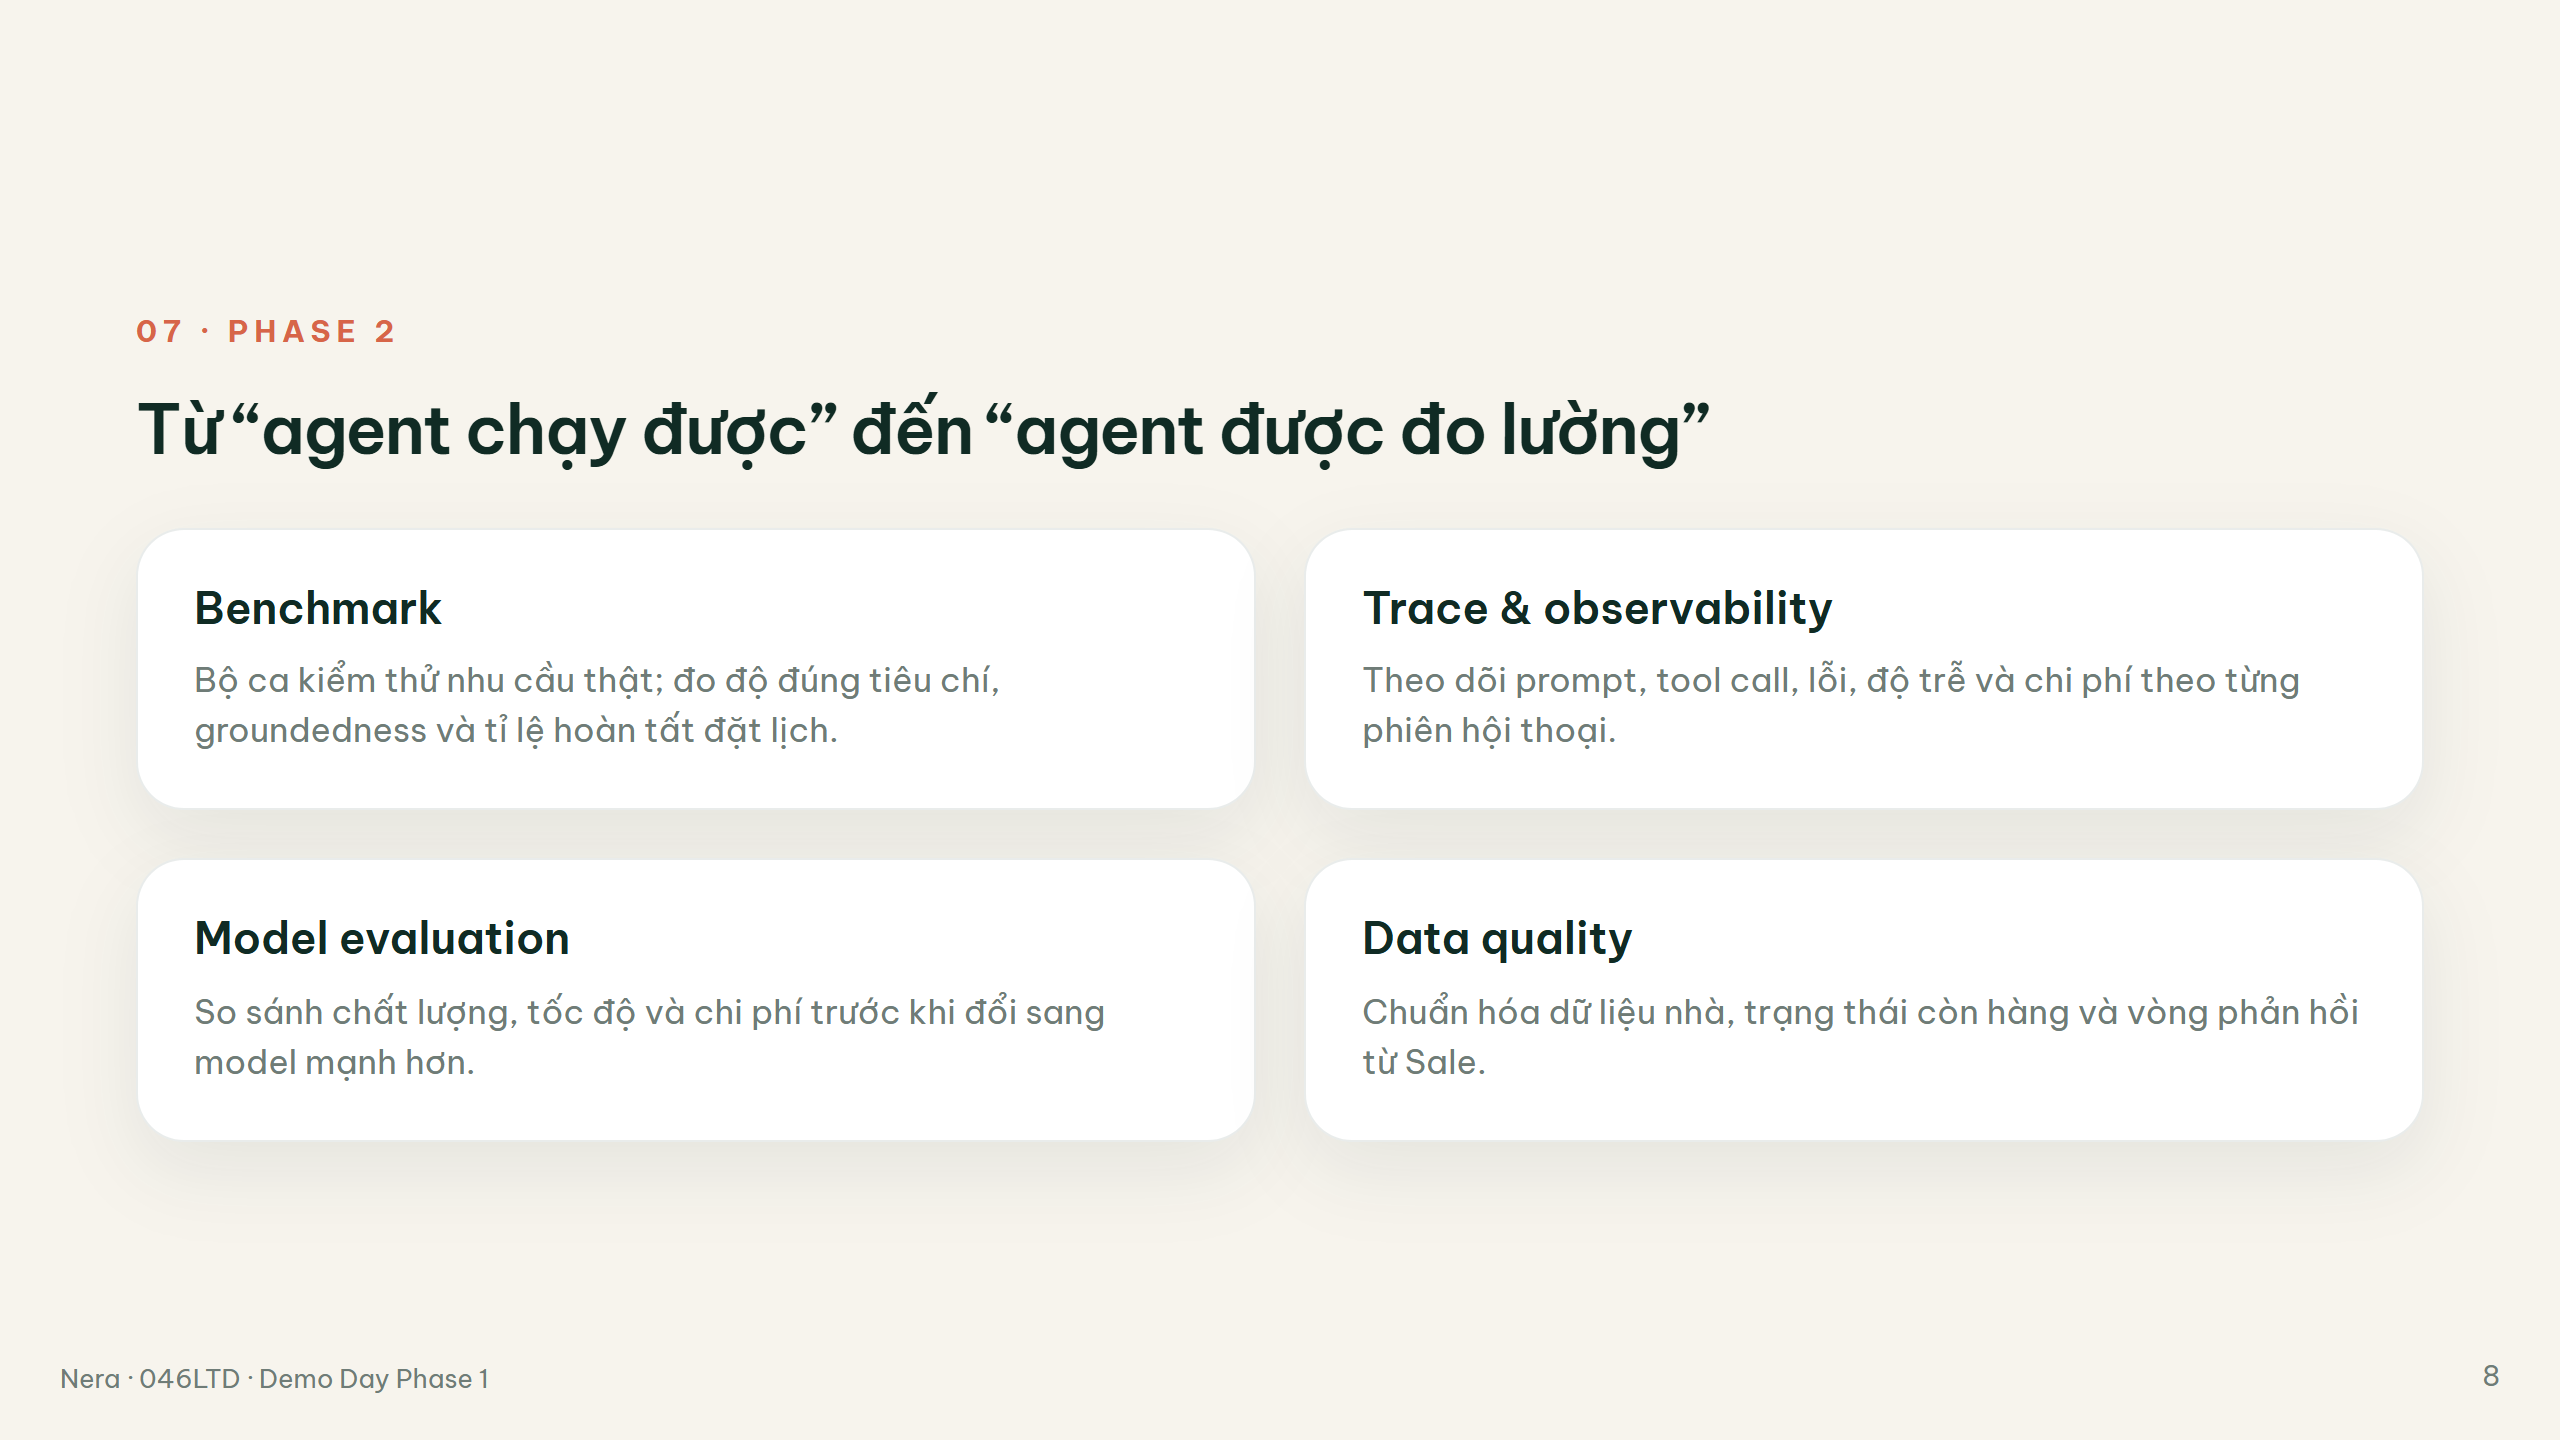 07 · PHASE 2
Từ “agent chạy được” đến “agent được đo lường”
Benchmark
Bộ ca kiểm thử nhu cầu thật; đo độ đúng tiêu chí,
groundedness và tỉ lệ hoàn tất đặt lịch.
Trace & observability
Theo dõi prompt, tool call, lỗi, độ trễ và chi phí theo từng
phiên hội thoại.
Model evaluation
So sánh chất lượng, tốc độ và chi phí trước khi đổi sang
model mạnh hơn.
Data quality
Chuẩn hóa dữ liệu nhà, trạng thái còn hàng và vòng phản hồi
từ Sale.
Nera · 046LTD · Demo Day Phase 1
8